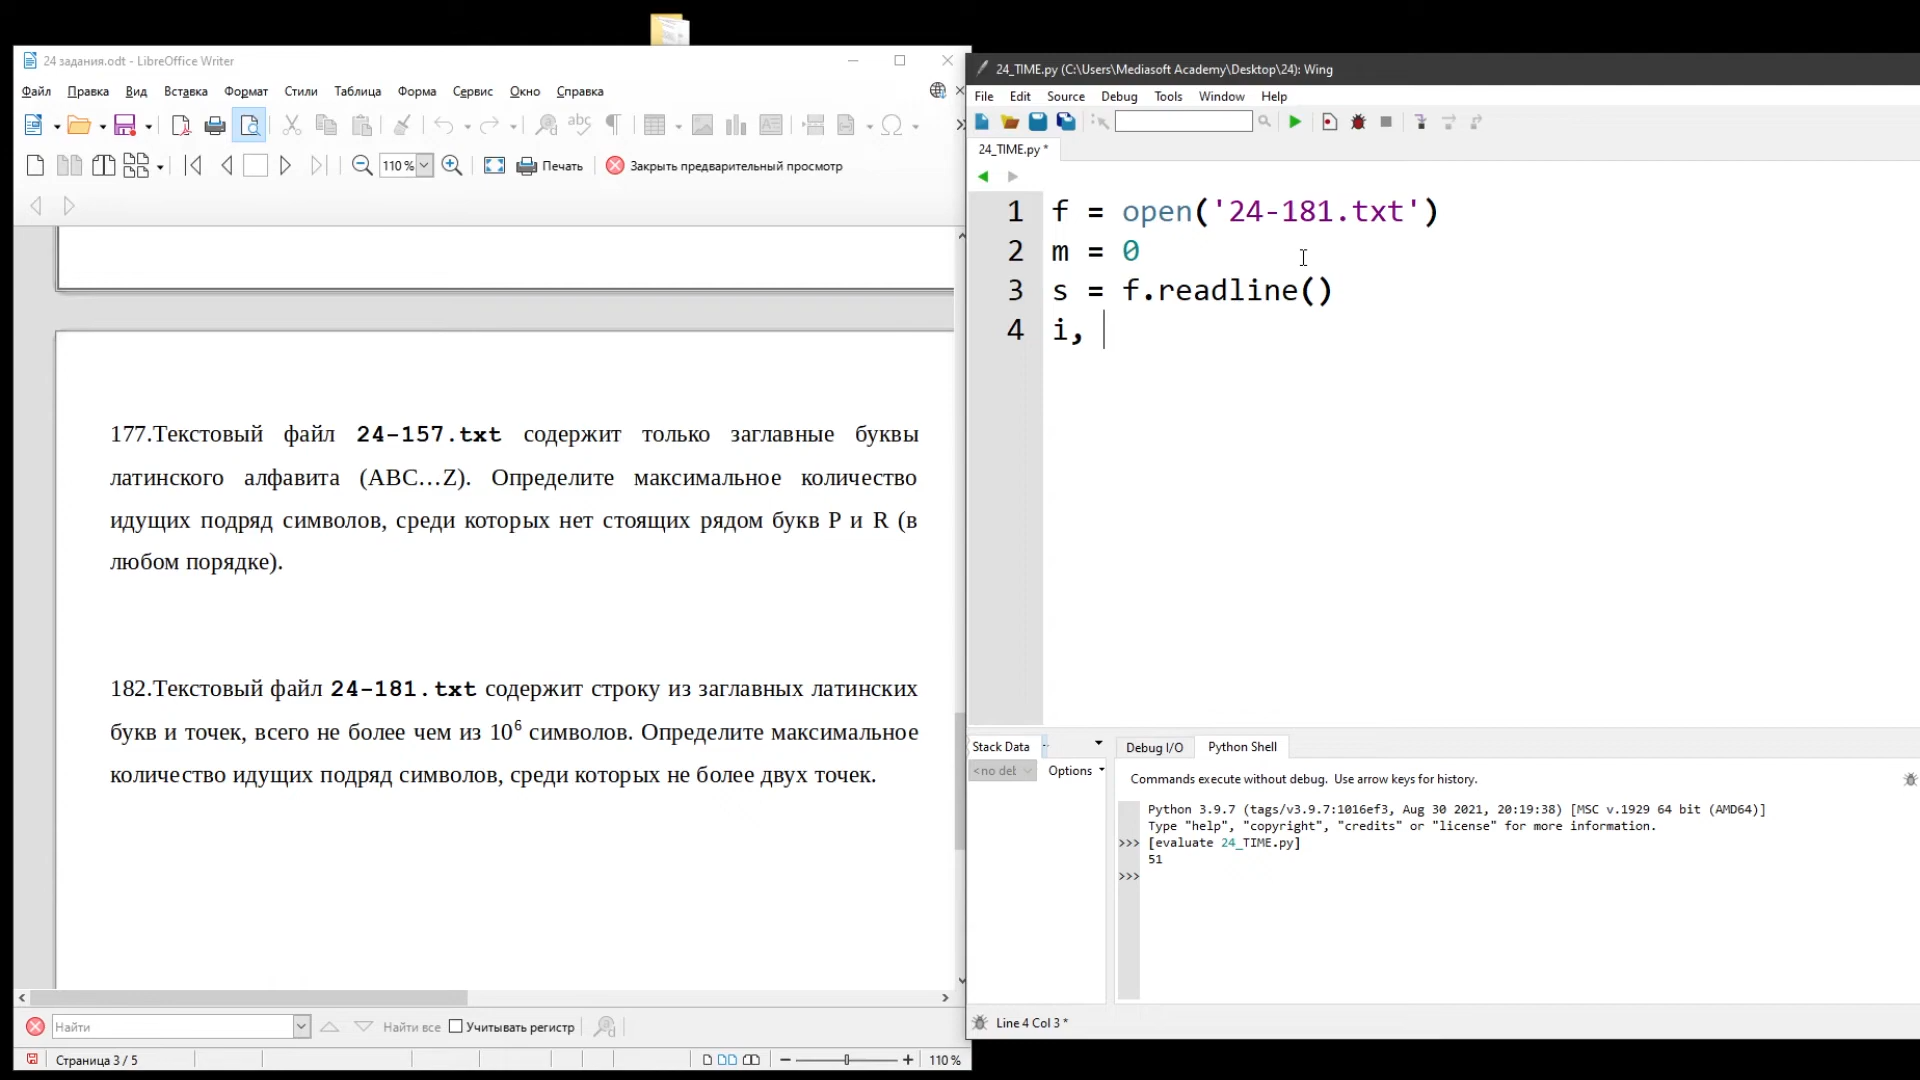 24 задания.odt - LibreOffice Writer
Файл Правка Вид Вставка Формат Стили Таблица Форма Сервис Окно Справка
110 %
Печать
Закрыть предварительный просмотр
177.Текстовый файл 24-157.txt содержит только заглавные буквы
латинского алфавита (ABC…Z). Определите максимальное количество
идущих подряд символов, среди которых нет стоящих рядом букв P и R (в
любом порядке).
182.Текстовый файл 24-181.txt содержит строку из заглавных латинских
букв и точек, всего не более чем из 10⁶ символов. Определите максимальное
количество идущих подряд символов, среди которых не более двух точек.
Найти
Найти все
Учитывать регистр
Страница 3 / 5
110 %
24_TIME.py (C:\Users\Mediasoft Academy\Desktop\24): Wing
File Edit Source Debug Tools Window Help
24_TIME.py *
1 f = open('24-181.txt')
2 m = 0
3 s = f.readline()
4 i,
Stack Data
<no det
Options
Debug I/O
Python Shell
Commands execute without debug. Use arrow keys for history.
Python 3.9.7 (tags/v3.9.7:1016ef3, Aug 30 2021, 20:19:38) [MSC v.1929 64 bit (AMD64)]
Type "help", "copyright", "credits" or "license" for more information.
>>> [evaluate 24_TIME.py]
51
>>>
Line 4 Col 3 *